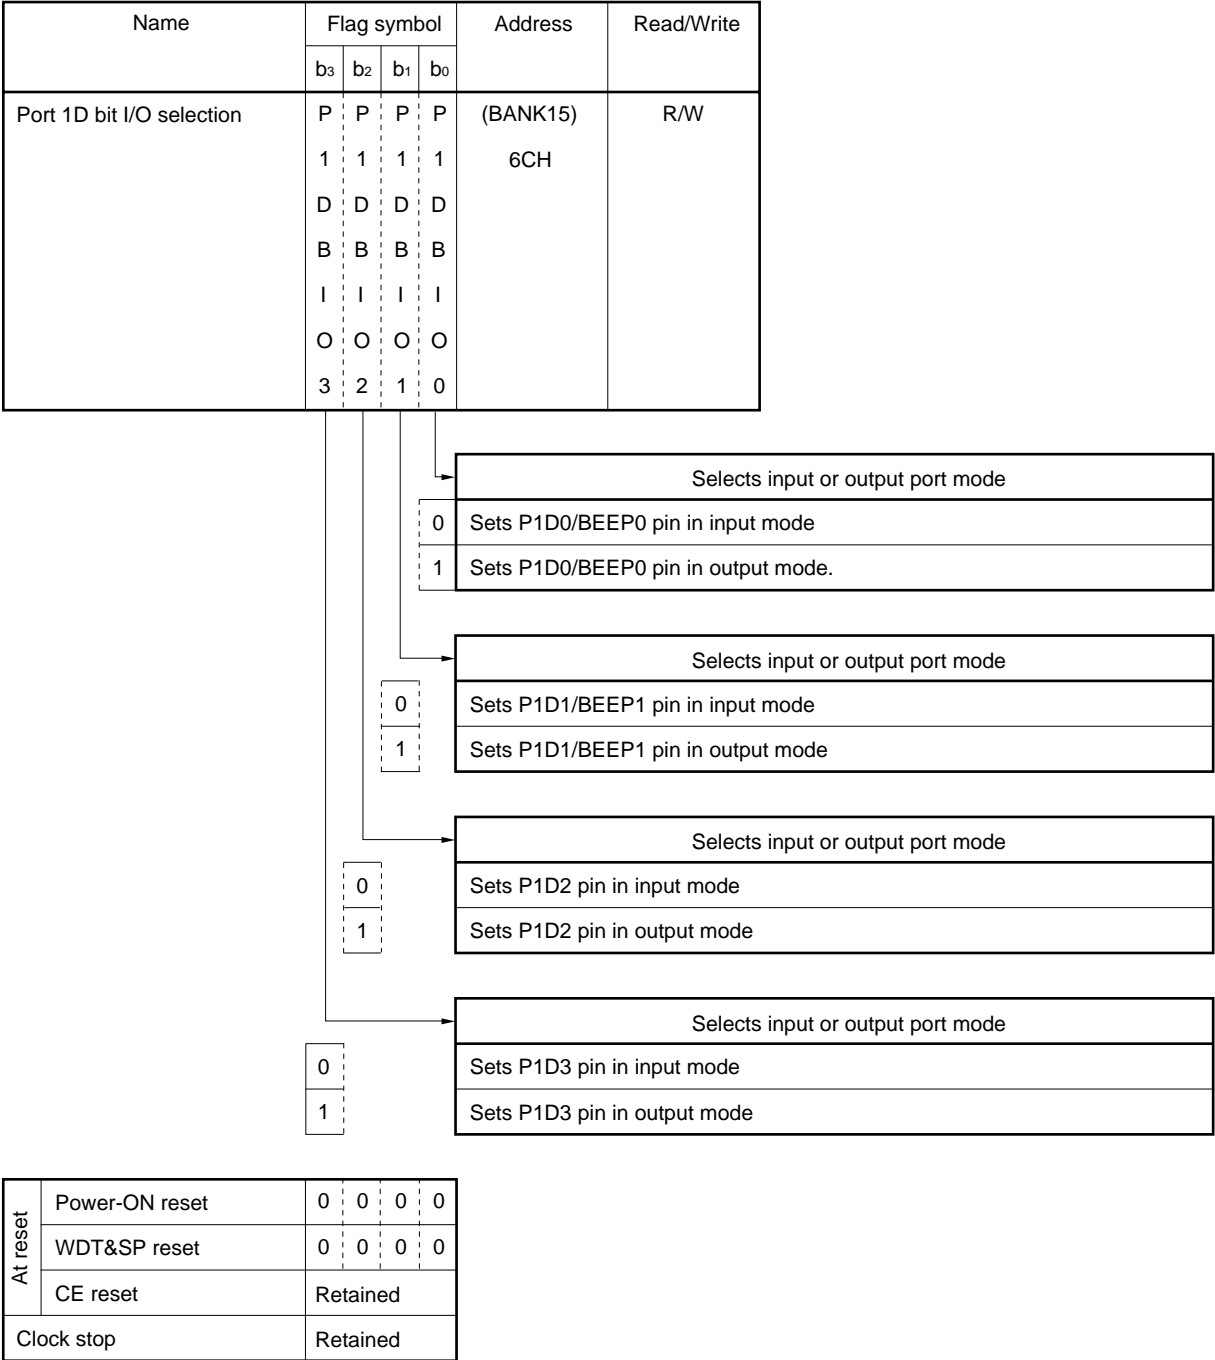 Name Flag symbol Address Read/Write
b3 b2 b1 b0
Port 1D bit I/O selection P P P P (BANK15) R/W
1 1 1 1 6CH
D D D D
B B B B
I I I I
O O O O
3 2 1 0
Selects input or output port mode
0 Sets P1D0/BEEP0 pin in input mode
1 Sets P1D0/BEEP0 pin in output mode.
Selects input or output port mode
0 Sets P1D1/BEEP1 pin in input mode
1 Sets P1D1/BEEP1 pin in output mode
Selects input or output port mode
0 Sets P1D2 pin in input mode
1 Sets P1D2 pin in output mode
Selects input or output port mode
0 Sets P1D3 pin in input mode
1 Sets P1D3 pin in output mode
At reset
Power-ON reset 0 0 0 0
WDT&SP reset 0 0 0 0
CE reset Retained
Clock stop Retained